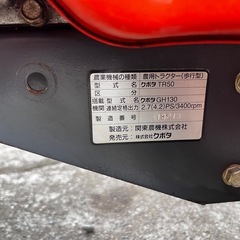 農業機械の種類 農用トラクター(歩行型)
型式名 クボタ TR50
区分
搭載型式名 クボタGH130
機関連続定格出力 2.7(4.2)PS/3400rpm
製造番号
製造元 関東農機株式会社
発売元 株式会社クボタ